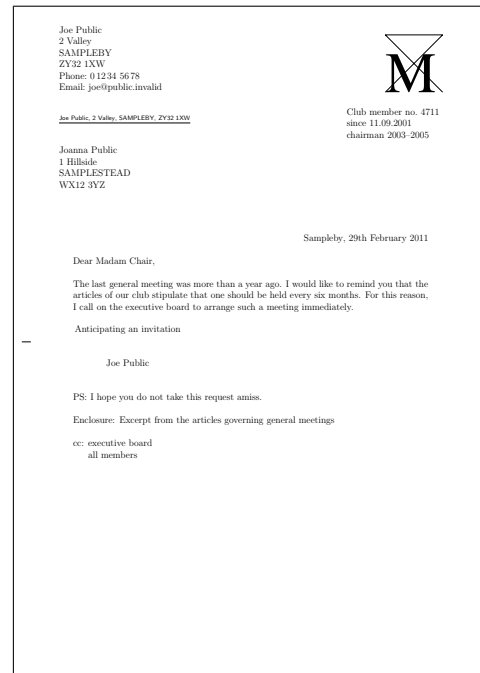 Joe Public
2 Valley
SAMPLEBY
ZY32 1XW
Phone: 0 12 34 56 78
Email: joe@public.invalid
M
Club member no. 4711
since 11.09.2001
chairman 2003–2005
Joe Public, 2 Valley, SAMPLEBY, ZY32 1XW
Joanna Public
1 Hillside
SAMPLESTEAD
WX12 3YZ
Sampleby, 29th February 2011
Dear Madam Chair,
The last general meeting was more than a year ago. I would like to remind you that the
articles of our club stipulate that one should be held every six months. For this reason,
I call on the executive board to arrange such a meeting immediately.
Anticipating an invitation
Joe Public
PS: I hope you do not take this request amiss.
Enclosure: Excerpt from the articles governing general meetings
cc: executive board
all members